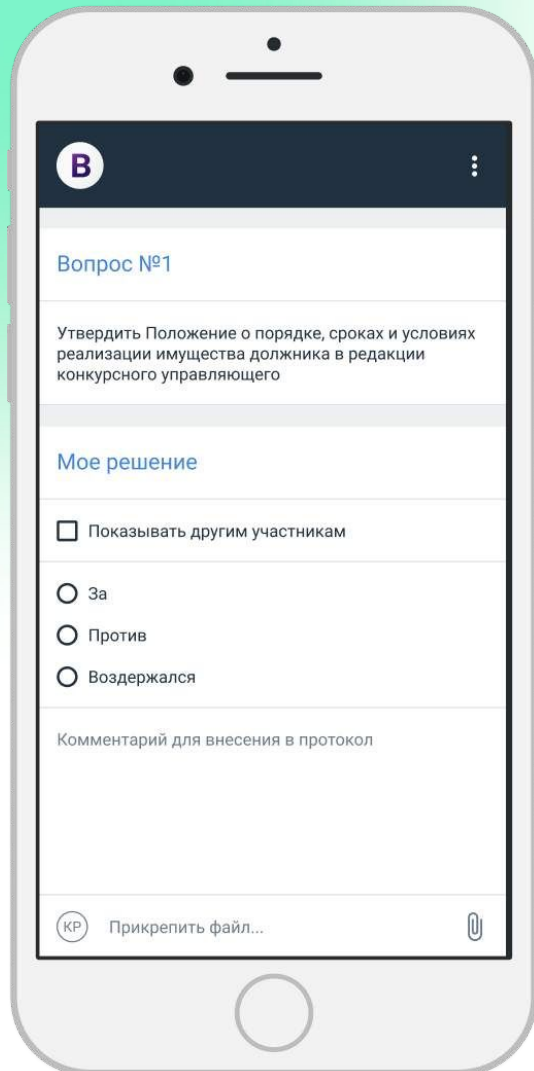 B
Вопрос №1
Утвердить Положение о порядке, сроках и условиях
реализации имущества должника в редакции
конкурсного управляющего
Мое решение
Показывать другим участникам
За
Против
Воздержался
Комментарий для внесения в протокол
КР Прикрепить файл...